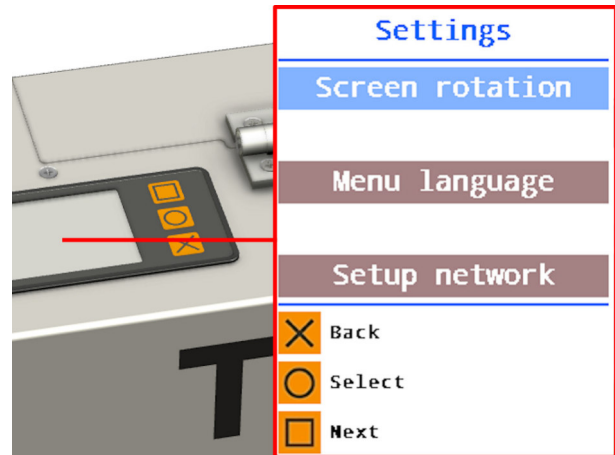 Settings
Screen rotation
Menu language
Setup network
Back
Select
Next
T